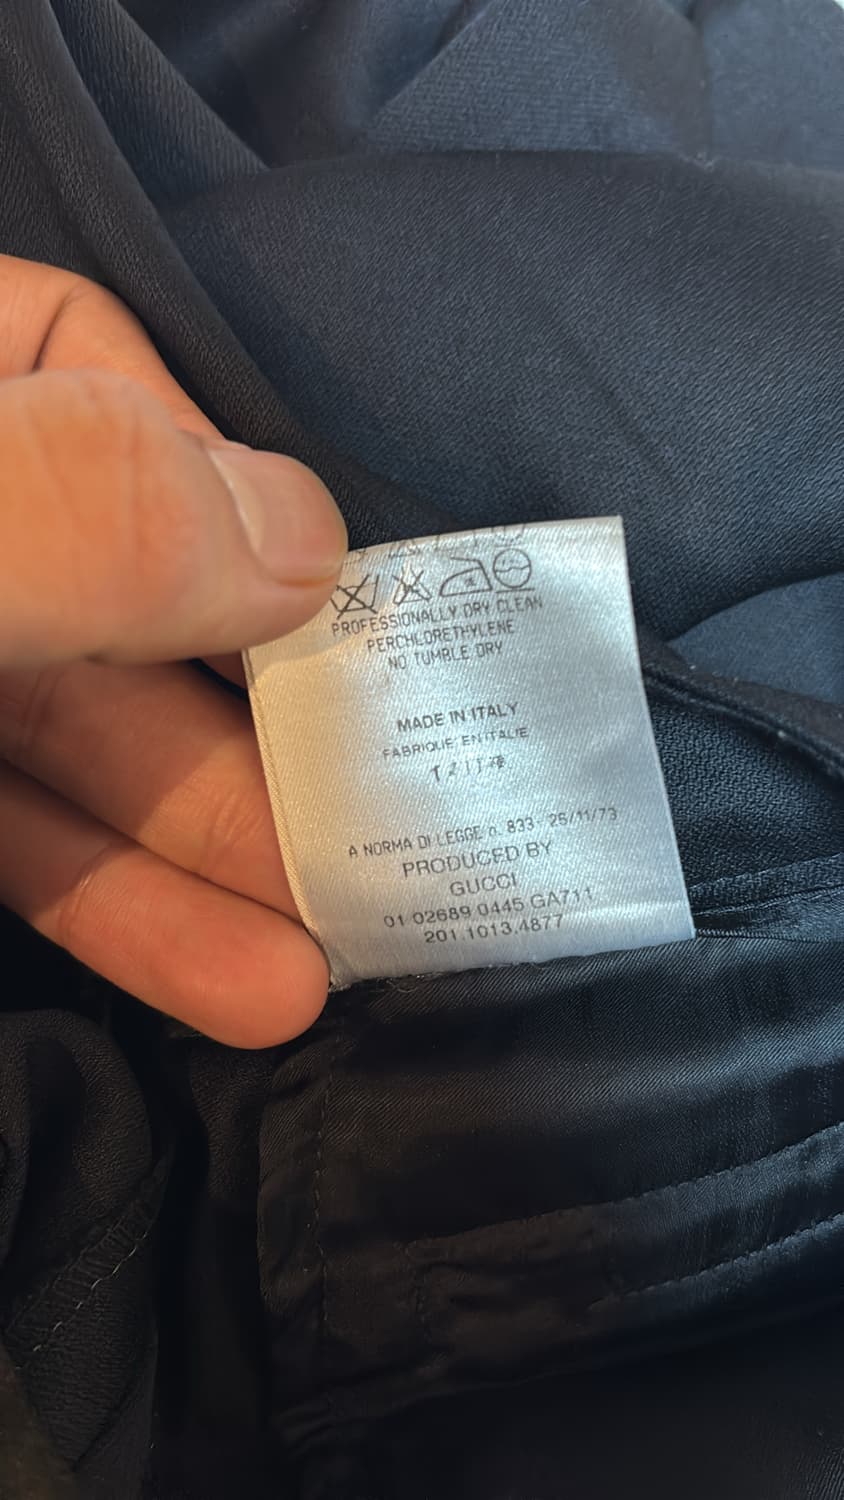 PROFESSIONALLY DRY CLEAN
PERCHLORETHYLENE
NO TUMBLE DRY
MADE IN ITALY
FABRIQUE EN ITALIE
A NORMA DI LEGGE n. 833 - 25/11/73
PRODUCED BY
GUCCI
01 02689 0445 GA711
201.1013.4877